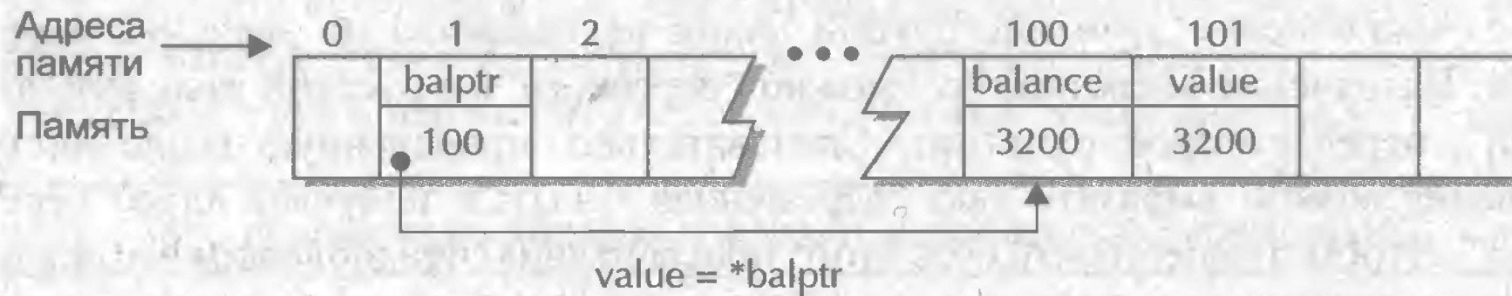 Адреса
памяти
0 1 2 ••• 100 101
balptr balance value
Память
100 3200 3200
value = *balptr